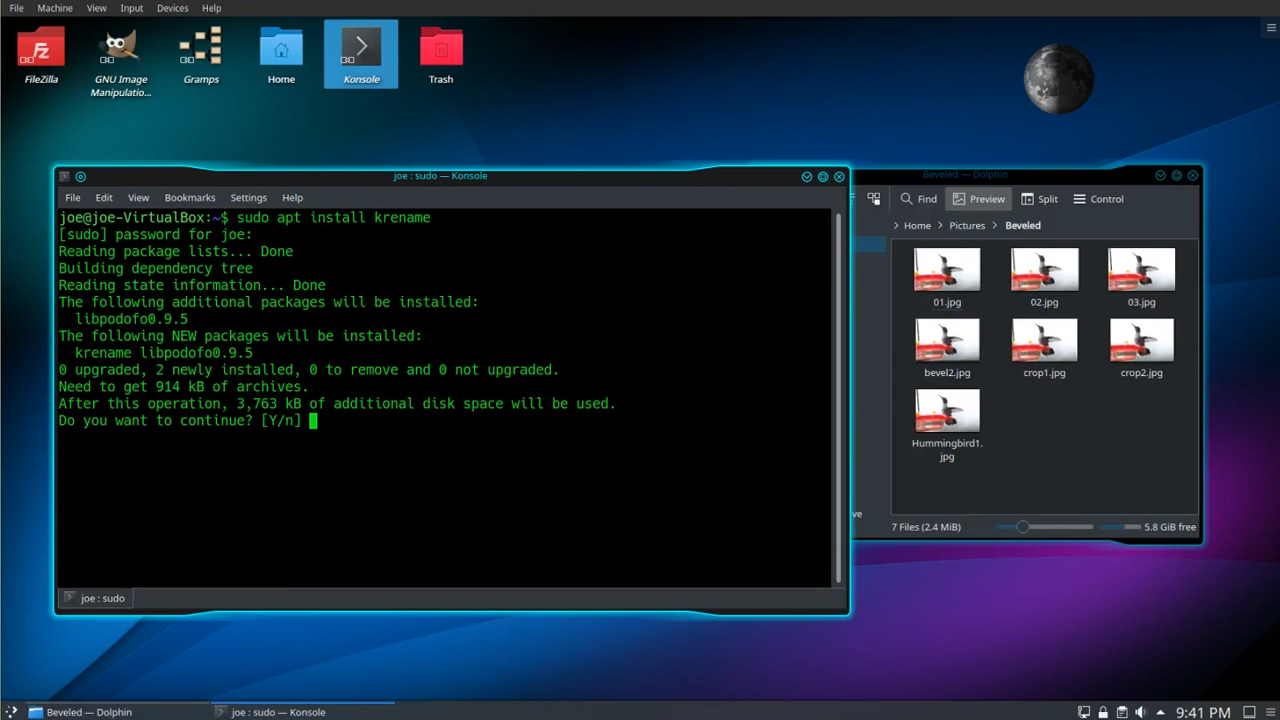 File Machine View Input Devices Help
FileZilla
GNU Image
Manipulatio...
Gramps
Home
Konsole
Trash
joe : sudo — Konsole
File Edit View Bookmarks Settings Help
joe@joe-VirtualBox:~$ sudo apt install krename
[sudo] password for joe:
Reading package lists... Done
Building dependency tree
Reading state information... Done
The following additional packages will be installed:
libpodofo0.9.5
The following NEW packages will be installed:
krename libpodofo0.9.5
0 upgraded, 2 newly installed, 0 to remove and 0 not upgraded.
Need to get 914 kB of archives.
After this operation, 3,763 kB of additional disk space will be used.
Do you want to continue? [Y/n]
joe : sudo
Beveled — Dolphin
Find Preview Split Control
Home > Pictures > Beveled
01.jpg 02.jpg 03.jpg
bevel2.jpg crop1.jpg crop2.jpg
Hummingbird1.
jpg
7 Files (2.4 MiB) 5.8 GiB free
Beveled — Dolphin joe : sudo — Konsole 9:41 PM